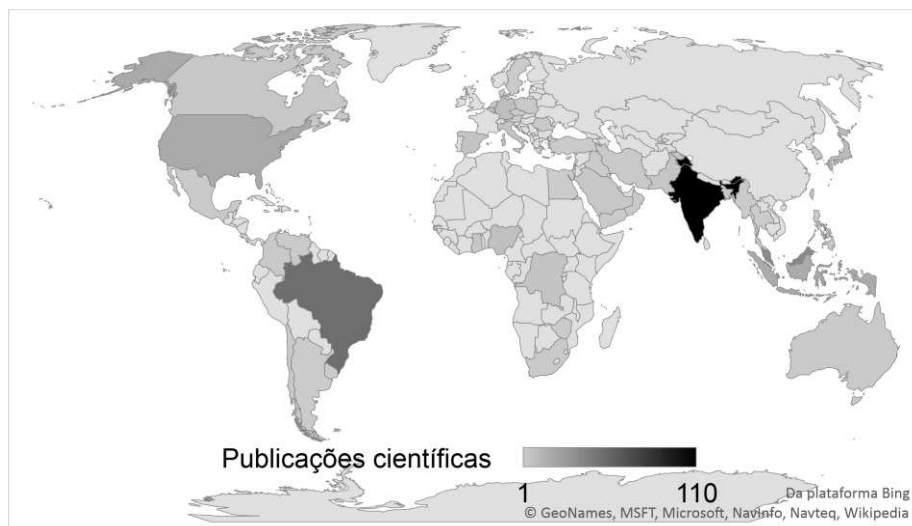 Publicações científicas
1 110
Da plataforma Bing
© GeoNames, MSFT, Microsoft, NavInfo, Navteq, Wikipedia